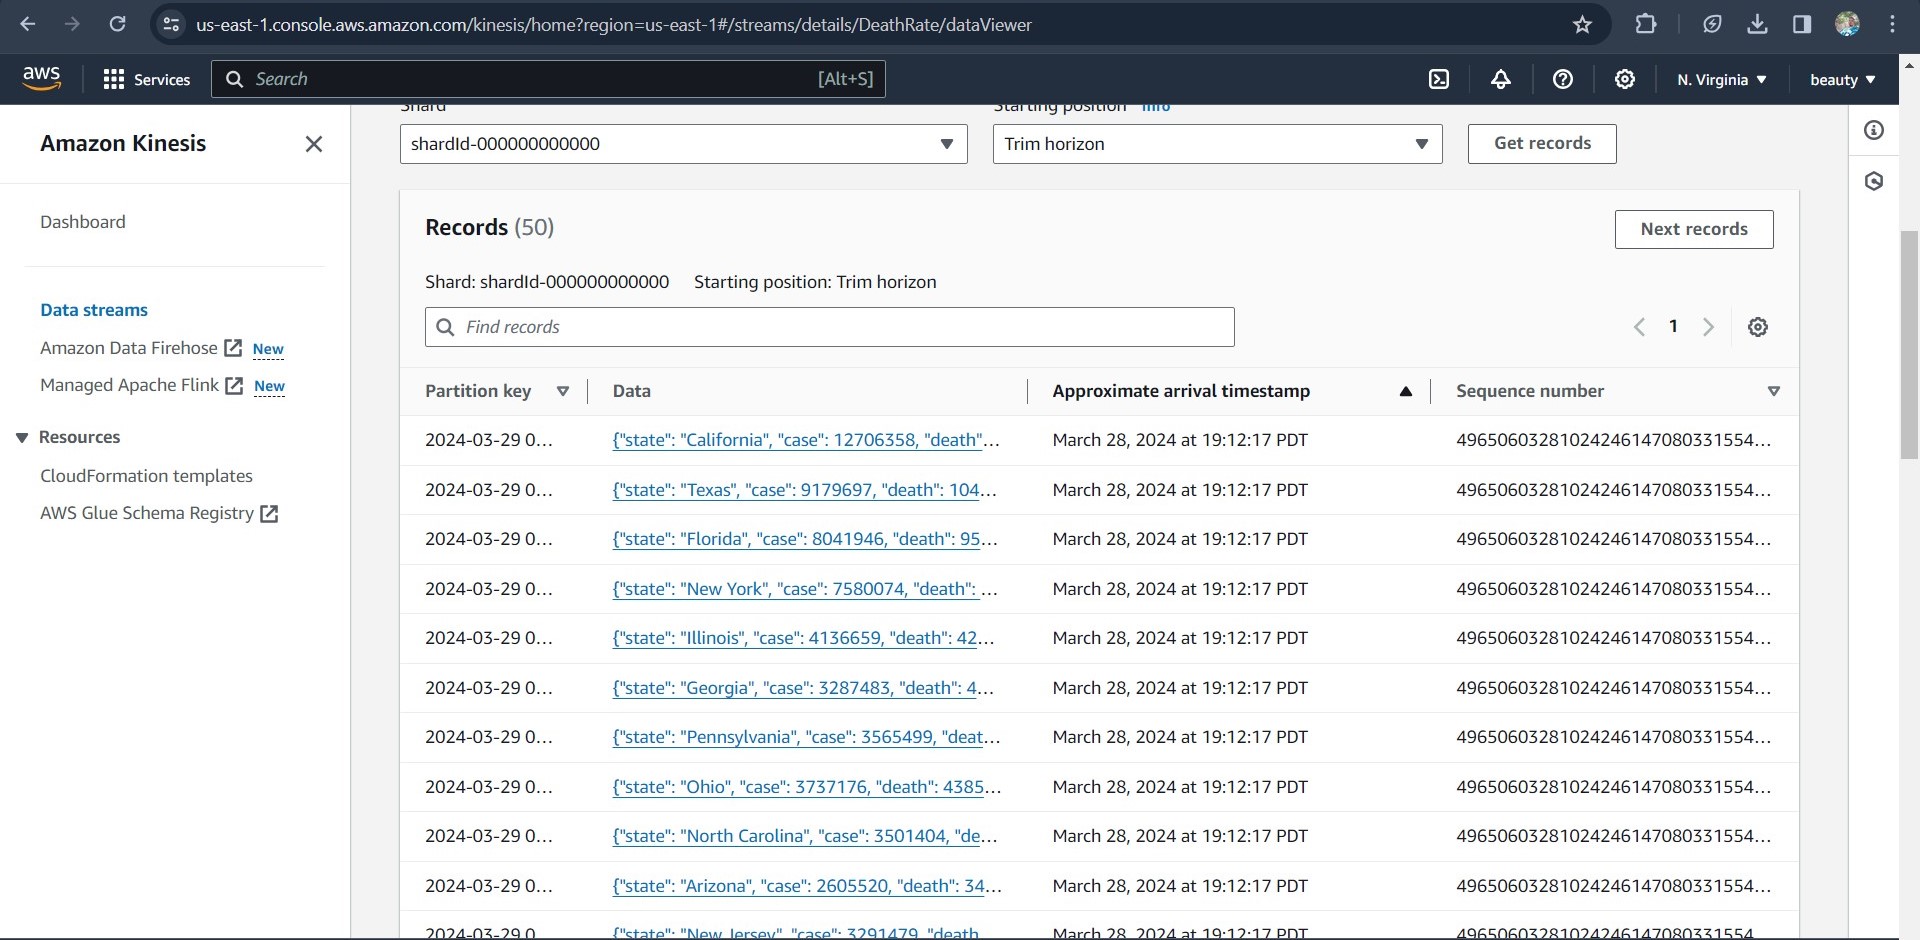 us-east-1.console.aws.amazon.com/kinesis/home?region=us-east-1#/streams/details/DeathRate/dataViewer
aws Services Search [Alt+S] N. Virginia beauty
Amazon Kinesis
Dashboard
Data streams
Amazon Data Firehose New
Managed Apache Flink New
Resources
CloudFormation templates
AWS Glue Schema Registry
Shard Starting position Info
shardId-000000000000 Trim horizon Get records
Records (50) Next records
Shard: shardId-000000000000 Starting position: Trim horizon
Find records 1
Partition key Data Approximate arrival timestamp Sequence number
2024-03-29 0... {"state": "California", "case": 12706358, "death"... March 28, 2024 at 19:12:17 PDT 49650603281024246147080331554...
2024-03-29 0... {"state": "Texas", "case": 9179697, "death": 104... March 28, 2024 at 19:12:17 PDT 49650603281024246147080331554...
2024-03-29 0... {"state": "Florida", "case": 8041946, "death": 95... March 28, 2024 at 19:12:17 PDT 49650603281024246147080331554...
2024-03-29 0... {"state": "New York", "case": 7580074, "death": ... March 28, 2024 at 19:12:17 PDT 49650603281024246147080331554...
2024-03-29 0... {"state": "Illinois", "case": 4136659, "death": 42... March 28, 2024 at 19:12:17 PDT 49650603281024246147080331554...
2024-03-29 0... {"state": "Georgia", "case": 3287483, "death": 4... March 28, 2024 at 19:12:17 PDT 49650603281024246147080331554...
2024-03-29 0... {"state": "Pennsylvania", "case": 3565499, "deat... March 28, 2024 at 19:12:17 PDT 49650603281024246147080331554...
2024-03-29 0... {"state": "Ohio", "case": 3737176, "death": 4385... March 28, 2024 at 19:12:17 PDT 49650603281024246147080331554...
2024-03-29 0... {"state": "North Carolina", "case": 3501404, "de... March 28, 2024 at 19:12:17 PDT 49650603281024246147080331554...
2024-03-29 0... {"state": "Arizona", "case": 2605520, "death": 34... March 28, 2024 at 19:12:17 PDT 49650603281024246147080331554...
2024-03-29 0... {"state": "New Jersey", "case": 3291479, "death... March 28, 2024 at 19:12:17 PDT 49650603281024246147080331554...